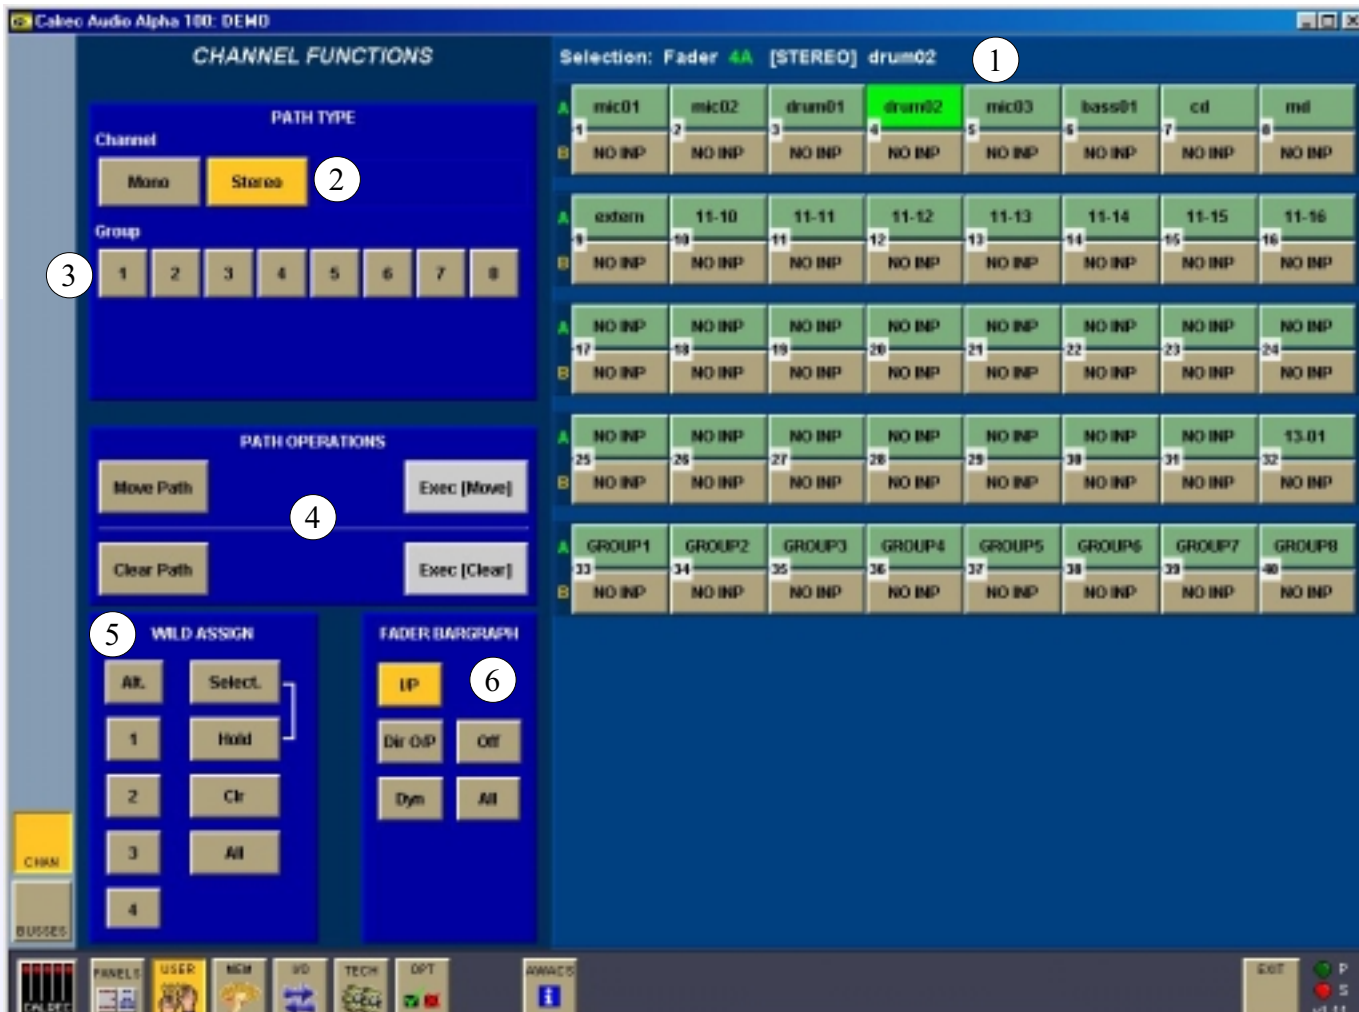 Calrec Audio Alpha 100: DEMO
CHANNEL FUNCTIONS
Selection: Fader 4A [STEREO] drum02
1
PATH TYPE
Channel
Mono
Stereo
2
Group
3
1 2 3 4 5 6 7 8
PATH OPERATIONS
Move Path
Exec [Move]
4
Clear Path
Exec [Clear]
5
WILD ASSIGN
Alt. Select.
1 Hold
2 Clr
3 All
4
FADER BARGRAPH
I/P
6
Dir O/P Off
Dyn All
A mic01 mic02 drum01 drum02 mic03 bass01 cd md
1 2 3 4 5 6 7 8
B NO INP NO INP NO INP NO INP NO INP NO INP NO INP NO INP
A extern 11-10 11-11 11-12 11-13 11-14 11-15 11-16
9 10 11 12 13 14 15 16
B NO INP NO INP NO INP NO INP NO INP NO INP NO INP NO INP
A NO INP NO INP NO INP NO INP NO INP NO INP NO INP NO INP
17 18 19 20 21 22 23 24
B NO INP NO INP NO INP NO INP NO INP NO INP NO INP NO INP
A NO INP NO INP NO INP NO INP NO INP NO INP NO INP 13-01
25 26 27 28 29 30 31 32
B NO INP NO INP NO INP NO INP NO INP NO INP NO INP NO INP
A GROUP1 GROUP2 GROUP3 GROUP4 GROUP5 GROUP6 GROUP7 GROUP8
33 34 35 36 37 38 39 40
B NO INP NO INP NO INP NO INP NO INP NO INP NO INP NO INP
CHAN
BUSSES
CALREC
PANELS
USER
MEM
I/O
TECH
OPT
AWACS
EXIT
P
S